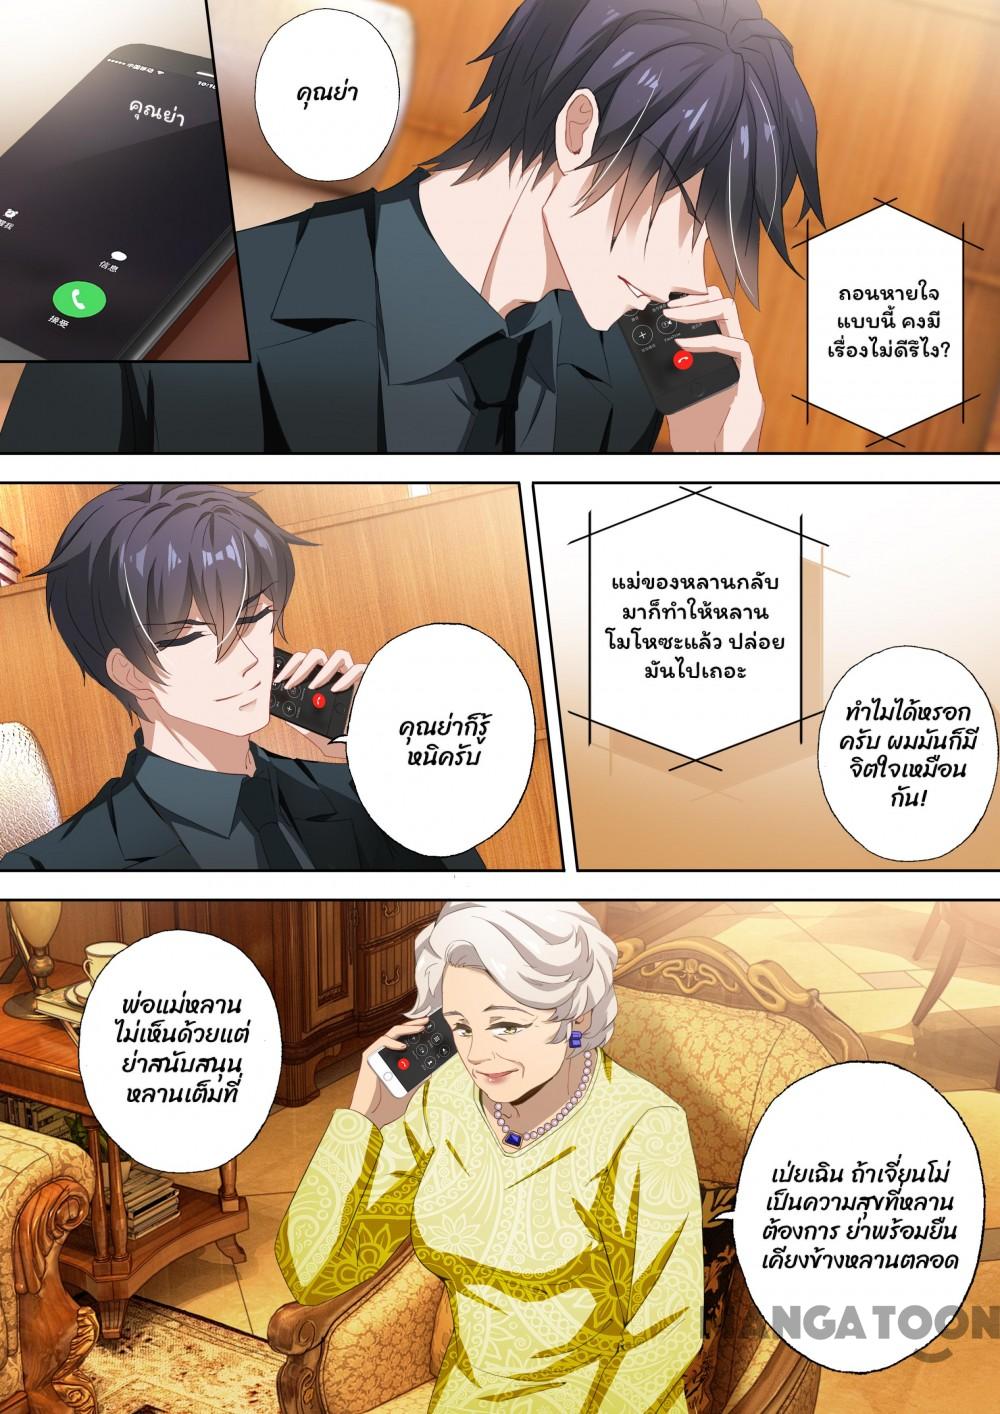 中国移动
10:10
คุณย่า
信息
接受
คุณย่า
ถอนหายใจ
แบบนี้ คงมี
เรื่องไม่ดีรึไง?
คุณย่าก็รู้
หนิครับ
แม่ของหลานกลับ
มาก็ทำให้หลาน
โมโหซะแล้ว ปล่อย
มันไปเถอะ
ทำไม่ได้หรอก
ครับ ผมมันก็มี
จิตใจเหมือน
กัน!
พ่อแม่หลาน
ไม่เห็นด้วยแต่
ย่าสนับสนุน
หลานเต็มที่
เป่ยเฉิน ถ้าเจี่ยนโม่
เป็นความสุขที่หลาน
ต้องการ ย่าพร้อมยืน
เคียงข้างหลานตลอด
MANGATOON